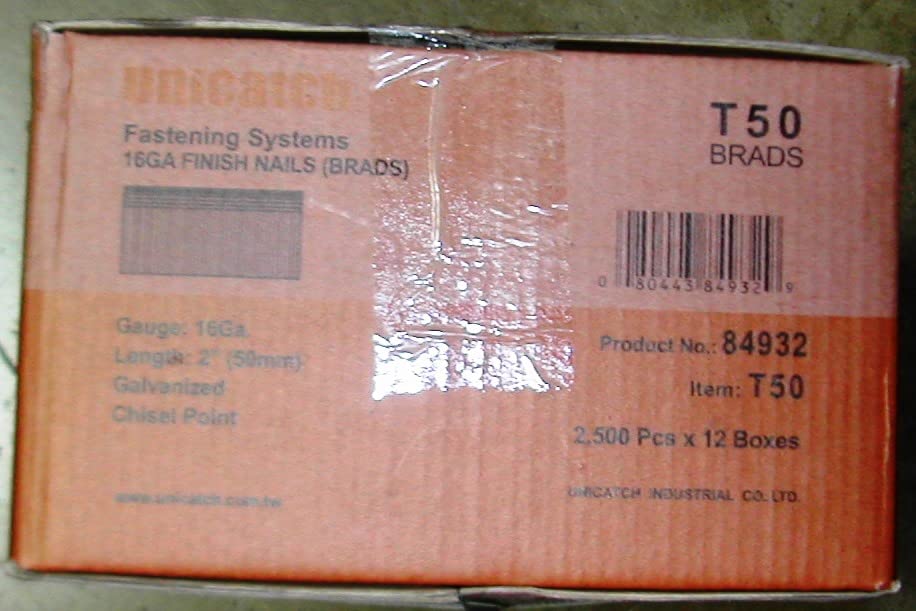 unicatch
Fastening Systems
16GA FINISH NAILS (BRADS)
T50
BRADS
0 80443 84932 9
Gauge: 16Ga.
Length: 2" (50mm)
Galvanized
Chisel Point
www.unicatch.com.tw
Product No.: 84932
Item: T50
2,500 Pcs x 12 Boxes
UNICATCH INDUSTRIAL CO. LTD.